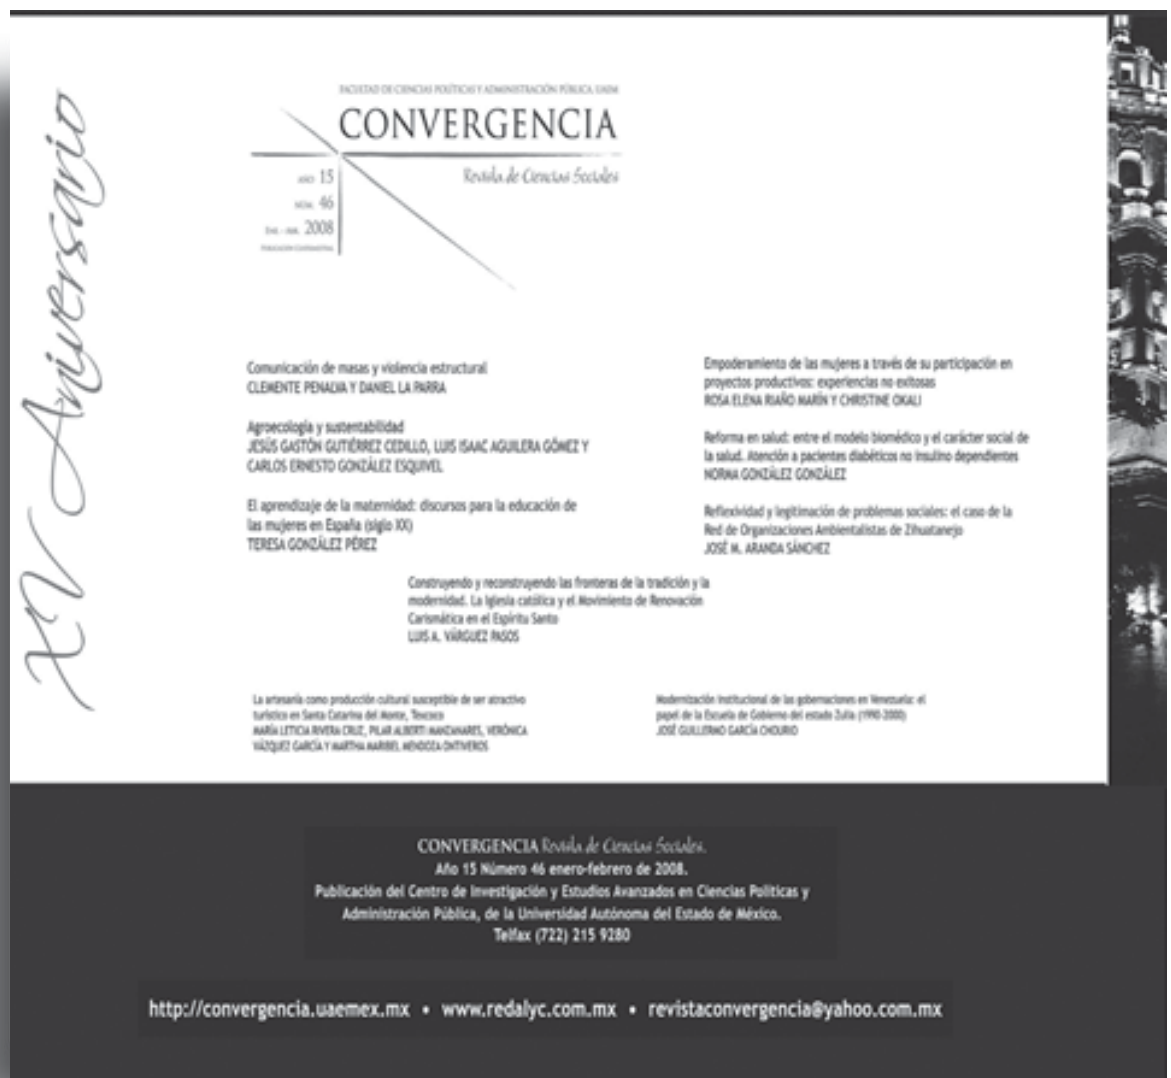 XV Aniversario
FACULTAD DE CIENCIAS POLÍTICAS Y ADMINISTRACIÓN PÚBLICA, UAEM
CONVERGENCIA
Revista de Ciencias Sociales
AÑO 15
NÚM. 46
ENE. - ABR. 2008
PUBLICACIÓN CUATRIMESTRAL
Comunicación de masas y violencia estructural
CLEMENTE PENALVA Y DANIEL LA PARRA
Agroecología y sustentabilidad
JESÚS GASTÓN GUTIÉRREZ CEDILLO, LUIS ISAAC AGUILERA GÓMEZ Y
CARLOS ERNESTO GONZÁLEZ ESQUIVEL
El aprendizaje de la maternidad: discursos para la educación de
las mujeres en España (siglo XX)
TERESA GONZÁLEZ PÉREZ
Empoderamiento de las mujeres a través de su participación en
proyectos productivos: experiencias no exitosas
ROSA ELENA RIAÑO MARÍN Y CHRISTINE OKALI
Reforma en salud: entre el modelo biomédico y el carácter social de
la salud. Atención a pacientes diabéticos no insulino dependientes
NORMA GONZÁLEZ GONZÁLEZ
Reflexividad y legitimación de problemas sociales: el caso de la
Red de Organizaciones Ambientalistas de Zihuatanejo
JOSÉ M. ARANDA SÁNCHEZ
Construyendo y reconstruyendo las fronteras de la tradición y la
modernidad. La Iglesia católica y el Movimiento de Renovación
Carismática en el Espíritu Santo
LUIS A. VÁRGUEZ PASOS
La artesanía como producción cultural susceptible de ser atractivo
turístico en Santa Catarina del Monte, Texcoco
MARÍA LETICIA RIVERA CRUZ, PILAR ALBERTI MANZANARES, VERÓNICA
VÁZQUEZ GARCÍA Y MARTHA MARIBEL MENDOZA ONTIVEROS
Modernización institucional de las gobernaciones en Venezuela: el
papel de la Escuela de Gobierno del estado Zulia (1990-2000)
JOSÉ GUILLERMO GARCÍA CHOURIO
CONVERGENCIA Revista de Ciencias Sociales.
Año 15 Número 46 enero-febrero de 2008.
Publicación del Centro de Investigación y Estudios Avanzados en Ciencias Políticas y
Administración Pública, de la Universidad Autónoma del Estado de México.
Telfax (722) 215 9280
http://convergencia.uaemex.mx • www.redalyc.com.mx • revistaconvergencia@yahoo.com.mx